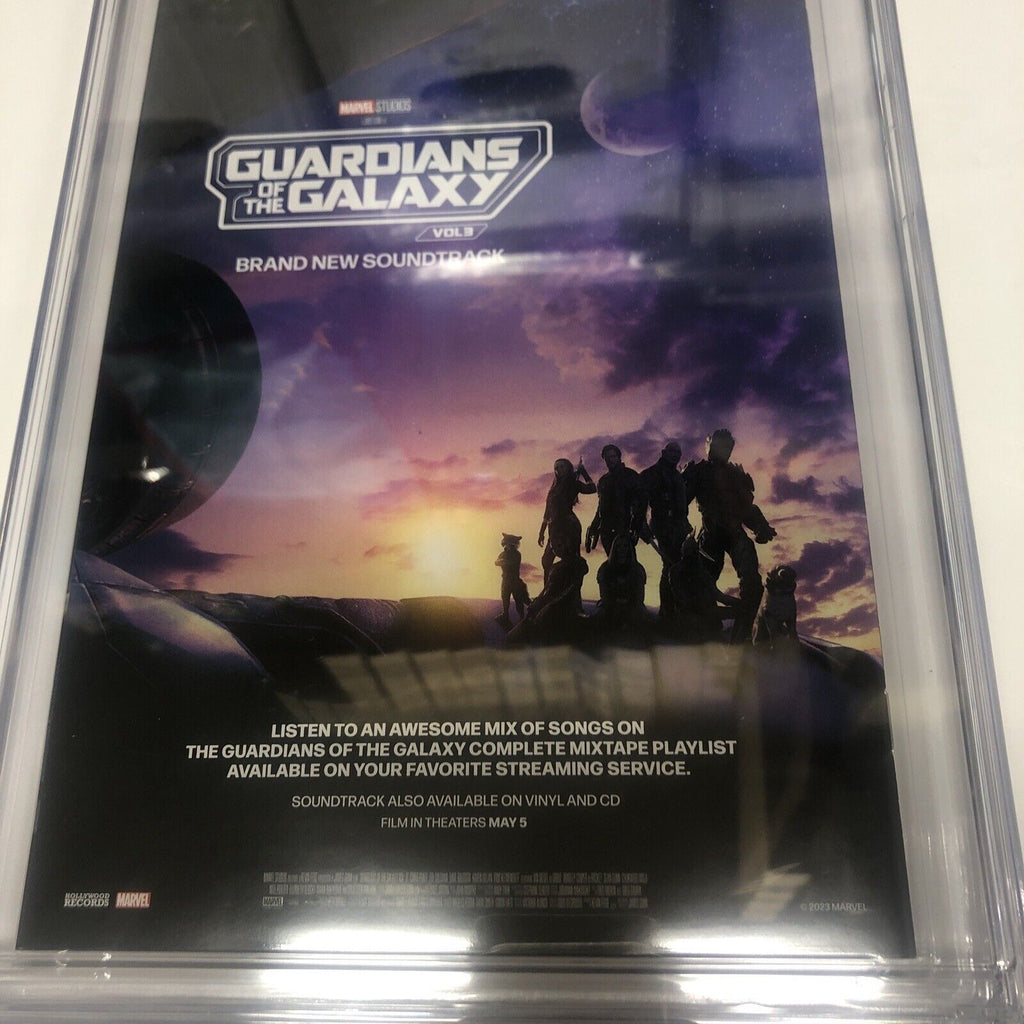 MARVEL STUDIOS
GUARDIANS
OF THE GALAXY
VOL 3
BRAND NEW SOUNDTRACK
LISTEN TO AN AWESOME MIX OF SONGS ON
THE GUARDIANS OF THE GALAXY COMPLETE MIXTAPE PLAYLIST
AVAILABLE ON YOUR FAVORITE STREAMING SERVICE.
SOUNDTRACK ALSO AVAILABLE ON VINYL AND CD
FILM IN THEATERS MAY 5
HOLLYWOOD RECORDS MARVEL
MARVEL
© 2023 MARVEL